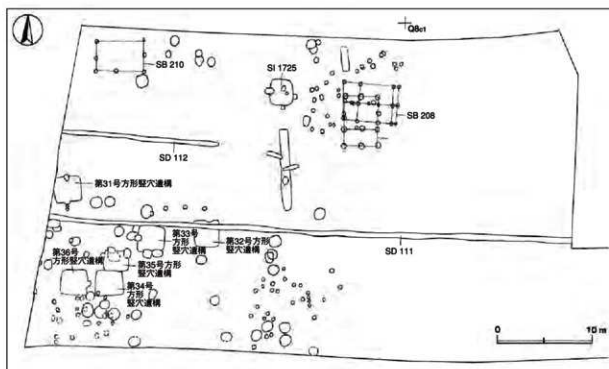 Q8c1
SB 210
SI 1725
SB 208
SD 112
第31号方形竪穴遺構
第33号
方形
竪穴遺構
第32号方形
竪穴遺構
第36号
方形竪穴遺構
第35号方形
竪穴遺構
第34号
方形
竪穴遺構
SD 111
0
10 m